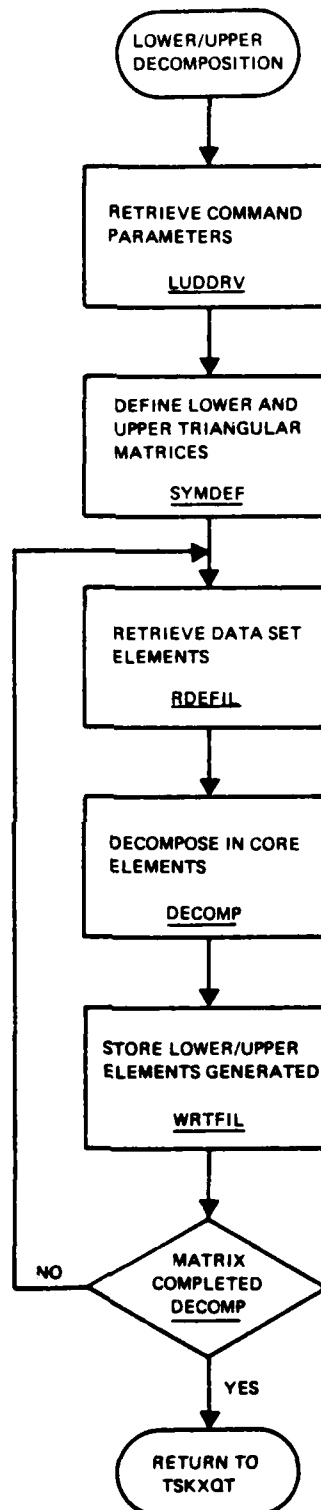 LOWER/UPPER
DECOMPOSITION
RETRIEVE COMMAND
PARAMETERS
LUDDRV
DEFINE LOWER AND
UPPER TRIANGULAR
MATRICES
SYMDEF
RETRIEVE DATA SET
ELEMENTS
RDEFIL
DECOMPOSE IN CORE
ELEMENTS
DECOMP
STORE LOWER/UPPER
ELEMENTS GENERATED
WRTFIL
NO
MATRIX
COMPLETED
DECOMP
YES
RETURN TO
TSKXQT